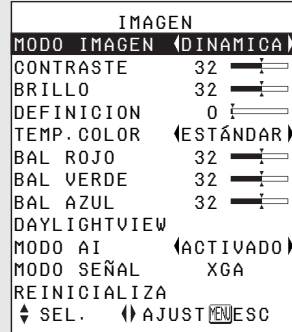 IMAGEN
MODO IMAGEN DINAMICA
CONTRASTE 32
BRILLO 32
DEFINICION 0
TEMP.COLOR ESTÁNDAR
BAL ROJO 32
BAL VERDE 32
BAL AZUL 32
DAYLIGHTVIEW
MODO AI ACTIVADO
MODO SEÑAL XGA
REINICIALIZA
SEL. AJUST MENU ESC